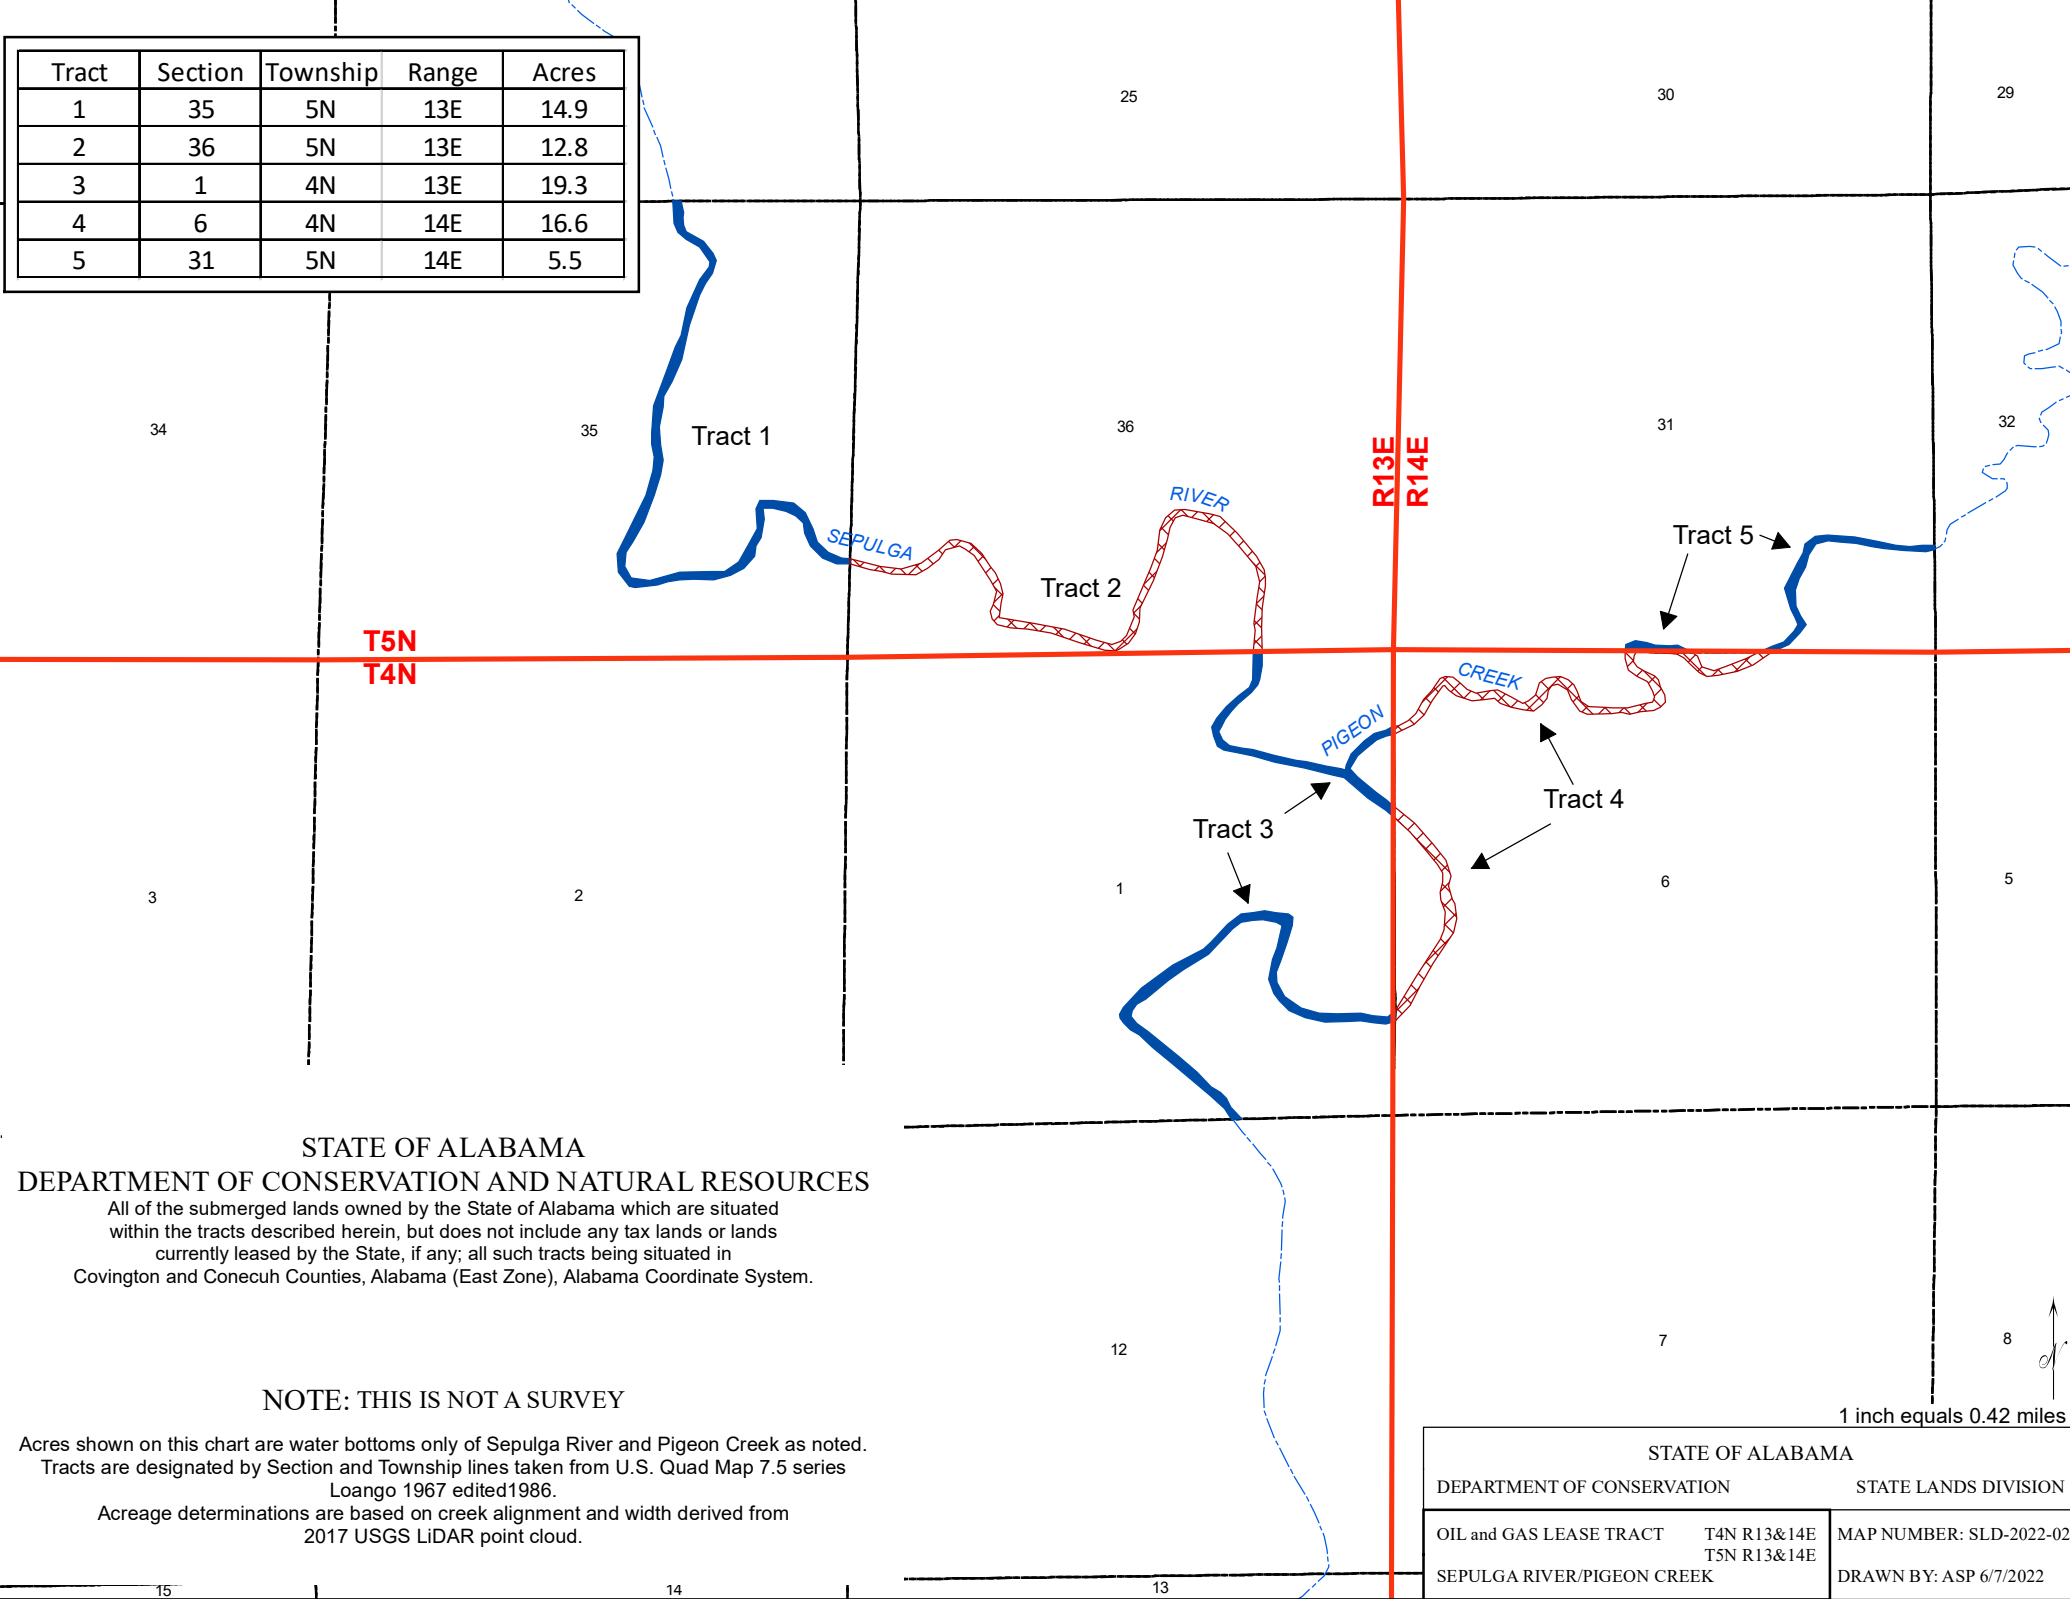 Tract Section Township Range Acres
1 35 5N 13E 14.9
2 36 5N 13E 12.8
3 1 4N 13E 19.3
4 6 4N 14E 16.6
5 31 5N 14E 5.5
25
30
29
34
35
Tract 1
36
R13E
R14E
31
32
SEPULGA
RIVER
Tract 2
Tract 5
T5N
T4N
CREEK
PIGEON
Tract 4
Tract 3
3
2
1
6
5
STATE OF ALABAMA
DEPARTMENT OF CONSERVATION AND NATURAL RESOURCES
All of the submerged lands owned by the State of Alabama which are situated
within the tracts described herein, but does not include any tax lands or lands
currently leased by the State, if any; all such tracts being situated in
Covington and Conecuh Counties, Alabama (East Zone), Alabama Coordinate System.
12
7
8
N
NOTE: THIS IS NOT A SURVEY
Acres shown on this chart are water bottoms only of Sepulga River and Pigeon Creek as noted.
Tracts are designated by Section and Township lines taken from U.S. Quad Map 7.5 series
Loango 1967 edited1986.
Acreage determinations are based on creek alignment and width derived from
2017 USGS LiDAR point cloud.
15
14
13
1 inch equals 0.42 miles
STATE OF ALABAMA
DEPARTMENT OF CONSERVATION STATE LANDS DIVISION
OIL and GAS LEASE TRACT T4N R13&14E
T5N R13&14E
SEPULGA RIVER/PIGEON CREEK
MAP NUMBER: SLD-2022-02
DRAWN BY: ASP 6/7/2022